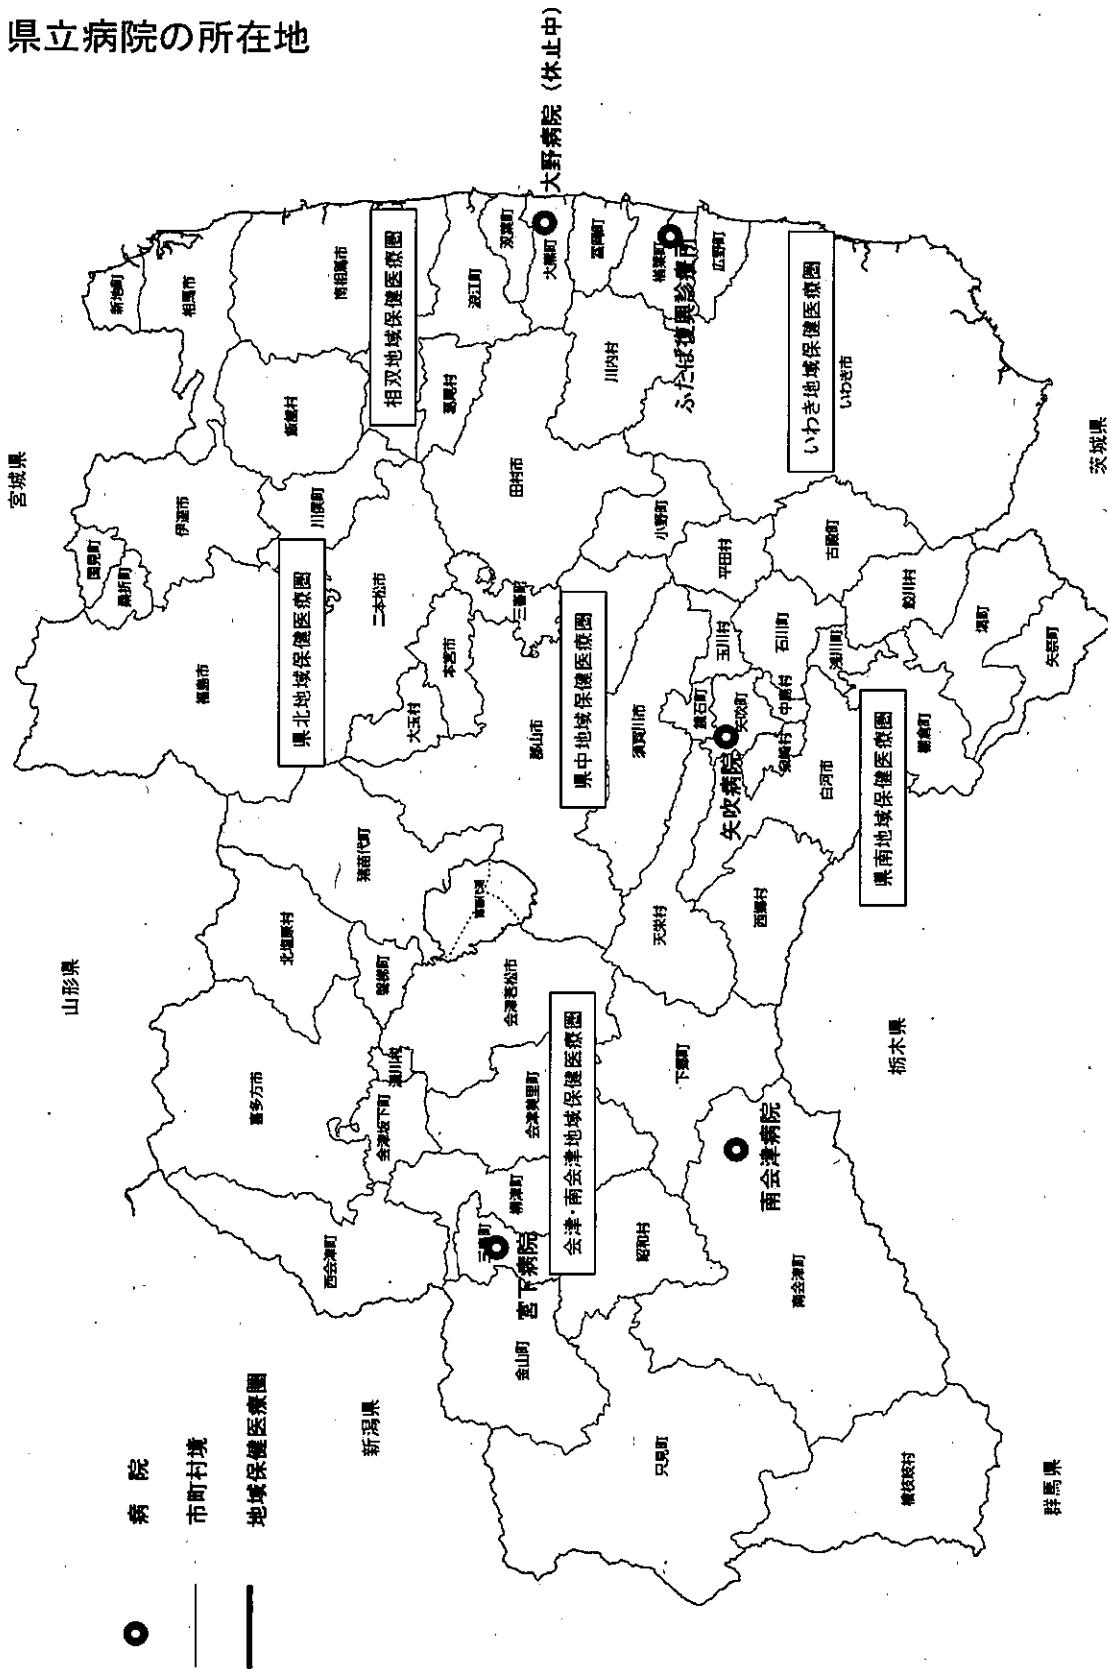 県立病院の所在地
病　院
市町村境
地域保健医療圏
宮城県
山形県
新潟県
群馬県
栃木県
茨城県
県北地域保健医療圏
相双地域保健医療圏
県中地域保健医療圏
いわき地域保健医療圏
県南地域保健医療圏
会津・南会津地域保健医療圏
大野病院（休止中）
ふたば復興診療所
矢吹病院
南会津病院
宮下病院
新地町
相馬市
南相馬市
飯舘村
浪江町
双葉町
大熊町
富岡町
楢葉町
広野町
川内村
葛尾村
いわき市
国見町
桑折町
伊達市
福島市
川俣町
二本松市
本宮市
大玉村
田村市
三春町
小野町
郡山市
須賀川市
平田村
玉川村
石川町
古殿町
浅川町
鏡石町
天栄村
矢吹町
中島村
泉崎村
白河市
西郷村
棚倉町
鮫川村
塙町
矢祭町
猪苗代町
猪苗代湖
北塩原村
磐梯町
喜多方市
会津若松市
湯川村
会津坂下町
会津美里町
柳津町
三島町
西会津町
金山町
昭和村
下郷町
南会津町
只見町
檜枝岐村